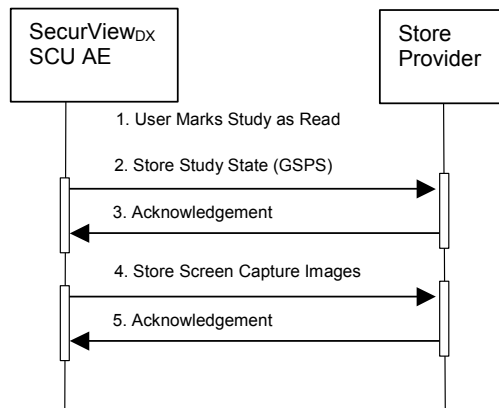 SecurViewDX
SCU AE
Store
Provider
1. User Marks Study as Read
2. Store Study State (GSPS)
3. Acknowledgement
4. Store Screen Capture Images
5. Acknowledgement